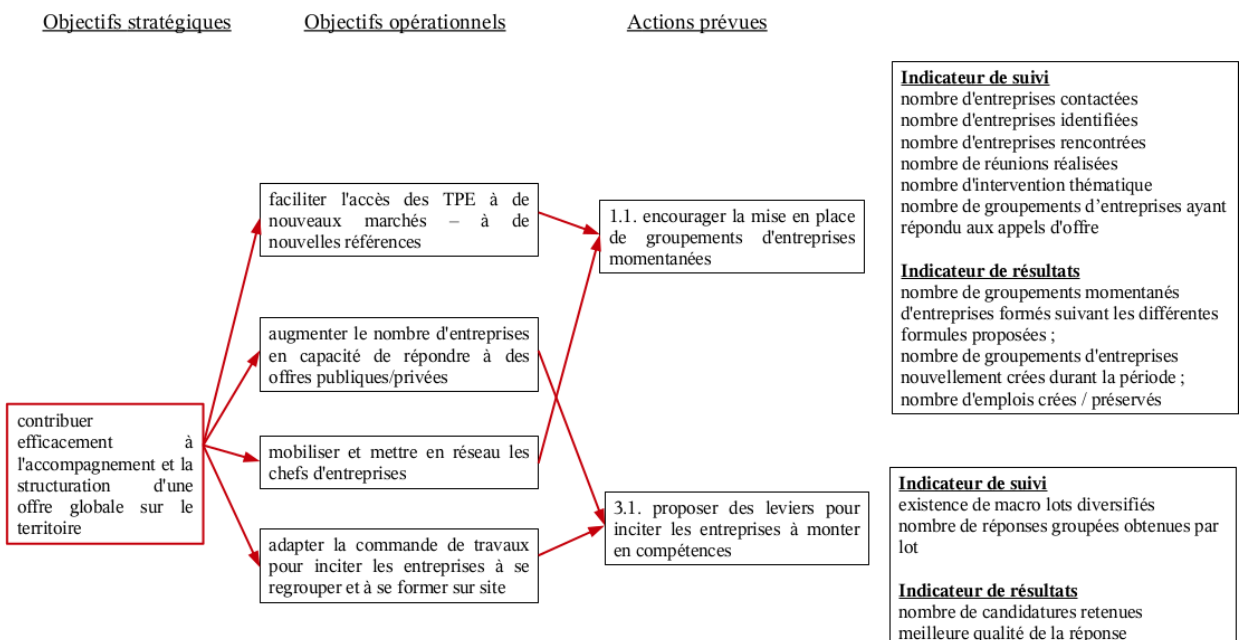 Objectifs stratégiques
Objectifs opérationnels
Actions prévues
contribuer
efficacement à
l'accompagnement et la
structuration d'une
offre globale sur le
territoire
faciliter l'accès des TPE à de
nouveaux marchés – à de
nouvelles références
augmenter le nombre d'entreprises
en capacité de répondre à des
offres publiques/privées
mobiliser et mettre en réseau les
chefs d'entreprises
adapter la commande de travaux
pour inciter les entreprises à se
regrouper et à se former sur site
1.1. encourager la mise en place
de groupements d'entreprises
momentanées
3.1. proposer des leviers pour
inciter les entreprises à monter
en compétences
Indicateur de suivi
nombre d'entreprises contactées
nombre d'entreprises identifiées
nombre d'entreprises rencontrées
nombre de réunions réalisées
nombre d'intervention thématique
nombre de groupements d’entreprises ayant
répondu aux appels d'offre
Indicateur de résultats
nombre de groupements momentanés
d'entreprises formés suivant les différentes
formules proposées ;
nombre de groupements d'entreprises
nouvellement crées durant la période ;
nombre d'emplois crées / préservés
Indicateur de suivi
existence de macro lots diversifiés
nombre de réponses groupées obtenues par
lot
Indicateur de résultats
nombre de candidatures retenues
meilleure qualité de la réponse